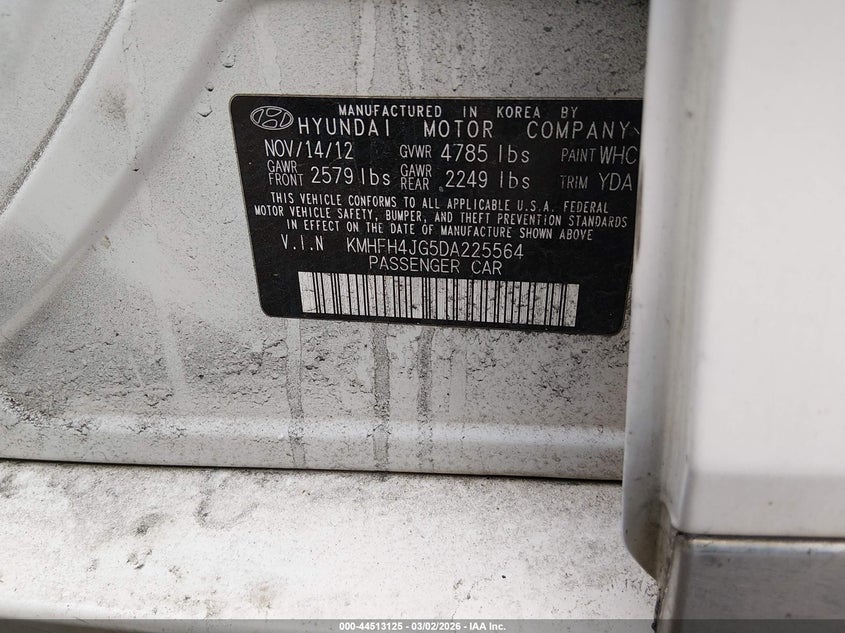 MANUFACTURED IN KOREA BY
HYUNDAI MOTOR COMPANY
NOV/14/12 GVWR 4785 lbs PAINT WHC
GAWR FRONT 2579 lbs GAWR REAR 2249 lbs TRIM YDA
THIS VEHICLE CONFORMS TO ALL APPLICABLE U.S.A. FEDERAL
MOTOR VEHICLE SAFETY, BUMPER, AND THEFT PREVENTION STANDARDS
IN EFFECT ON THE DATE OF MANUFACTURE SHOWN ABOVE
V.I.N KMHFH4JG5DA225564
PASSENGER CAR
000-44513125 - 03/02/2026 - IAA Inc.